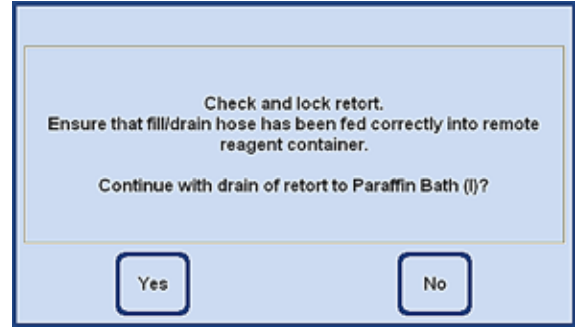 Check and lock retort.
Ensure that fill/drain hose has been fed correctly into remote
reagent container.
Continue with drain of retort to Paraffin Bath (I)?
Yes
No